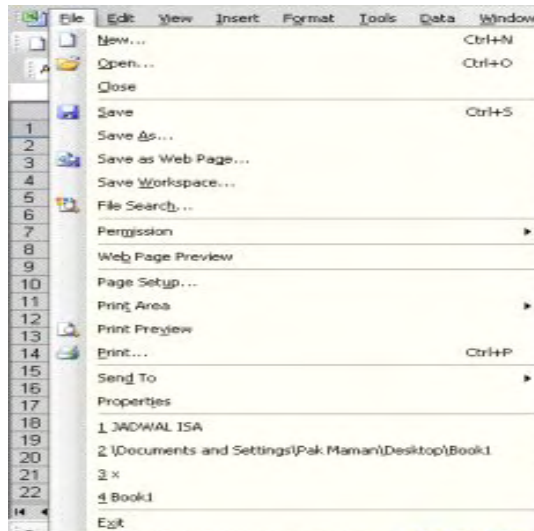 File Edit View Insert Format Tools Data Window
New... Ctrl+N
Open... Ctrl+O
Close
Save Ctrl+S
Save As...
Save as Web Page...
Save Workspace...
File Search...
Permission
Web Page Preview
Page Setup...
Print Area
Print Preview
Print... Ctrl+P
Send To
Properties
1 JADWAL ISA
2 \Documents and Settings\Pak Maman\Desktop\Book1
3 x
4 Book1
Exit
1
2
3
4
5
6
7
8
9
10
11
12
13
14
15
16
17
18
19
20
21
22